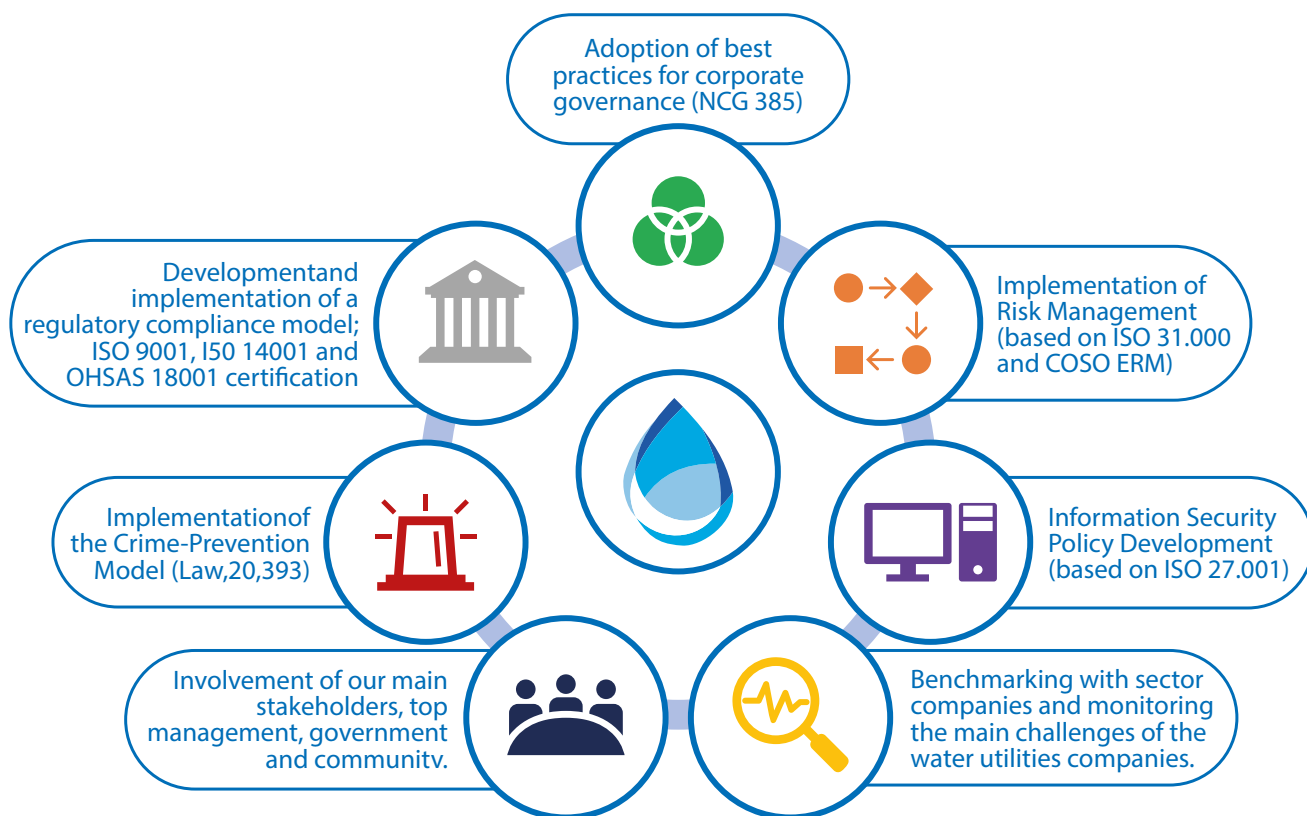 Adoption of best
practices for corporate
governance (NCG 385)
Implementation of
Risk Management
(based on ISO 31.000
and COSO ERM)
Information Security
Policy Development
(based on ISO 27.001)
Benchmarking with sector
companies and monitoring
the main challenges of the
water utilities companies.
Involvement of our main
stakeholders, top
management, government
and communitv.
Implementationof
the Crime-Prevention
Model (Law,20,393)
Developmentand
implementation of a
regulatory compliance model;
ISO 9001, I50 14001 and
OHSAS 18001 certification